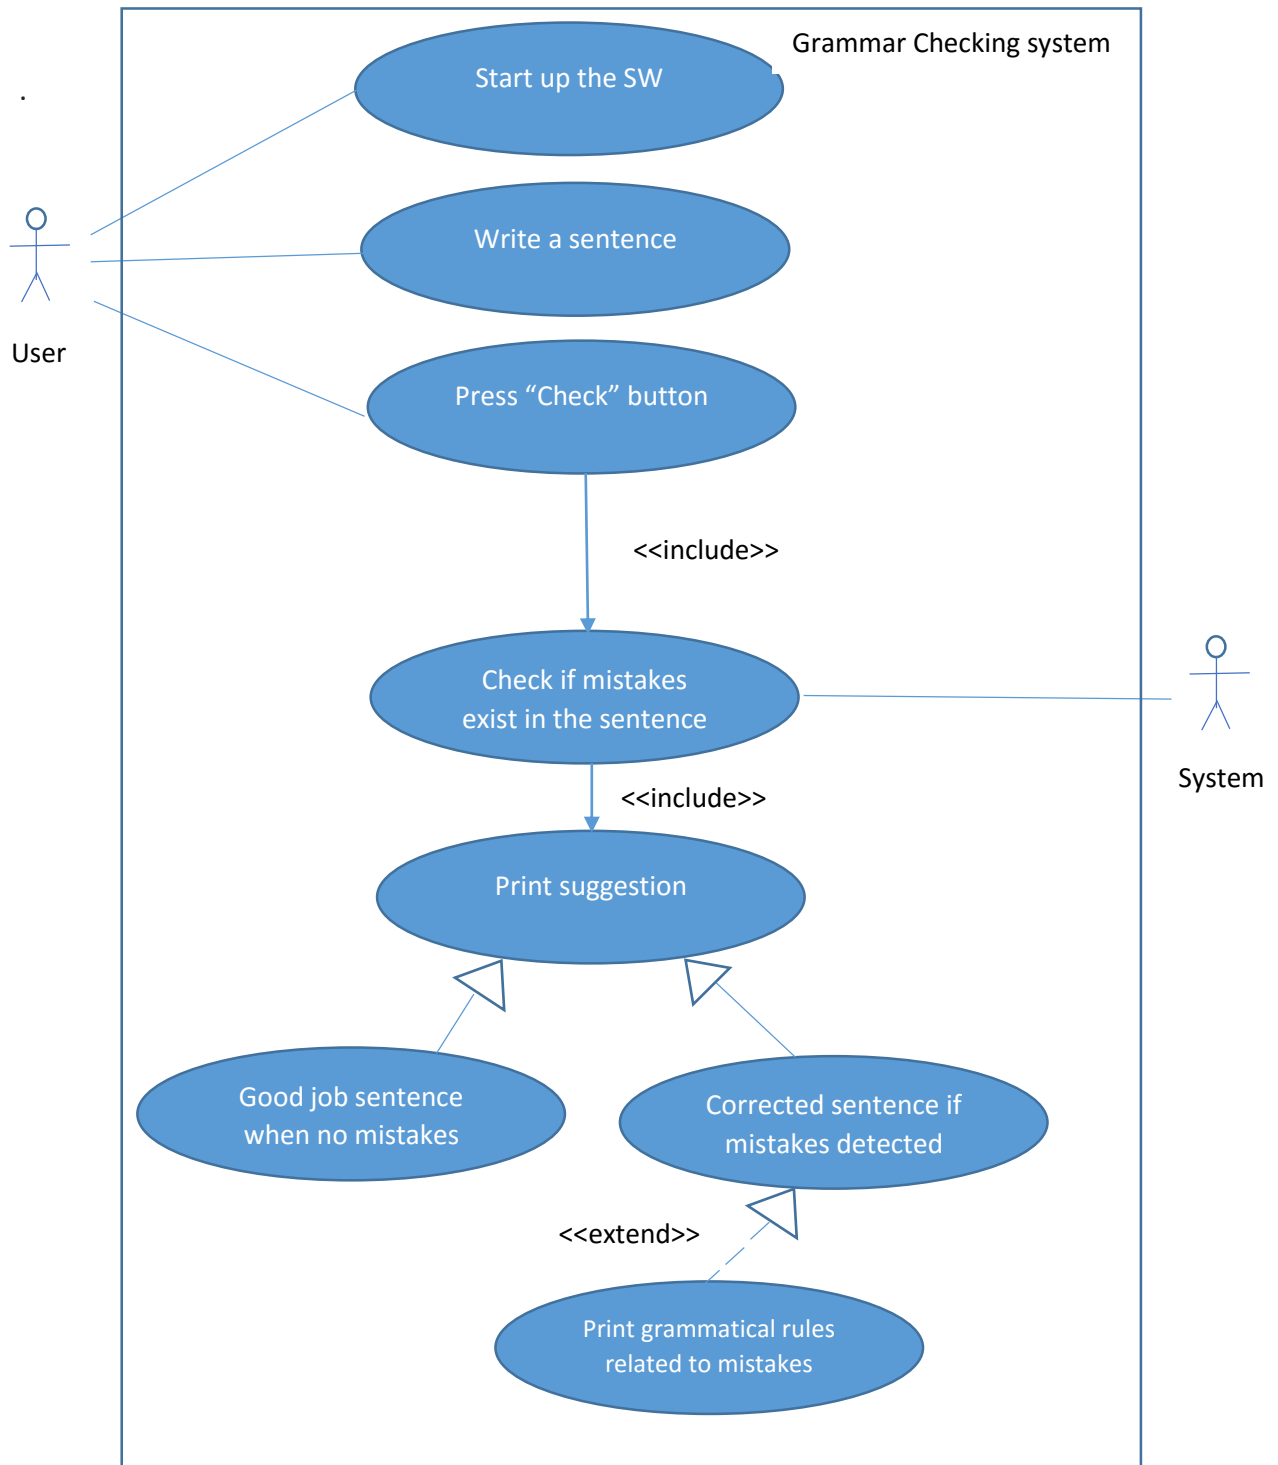 Grammar Checking system
Start up the SW
.
Write a sentence
User
Press “Check” button
<<include>>
Check if mistakes
exist in the sentence
System
<<include>>
Print suggestion
Good job sentence
when no mistakes
Corrected sentence if
mistakes detected
<<extend>>
Print grammatical rules
related to mistakes